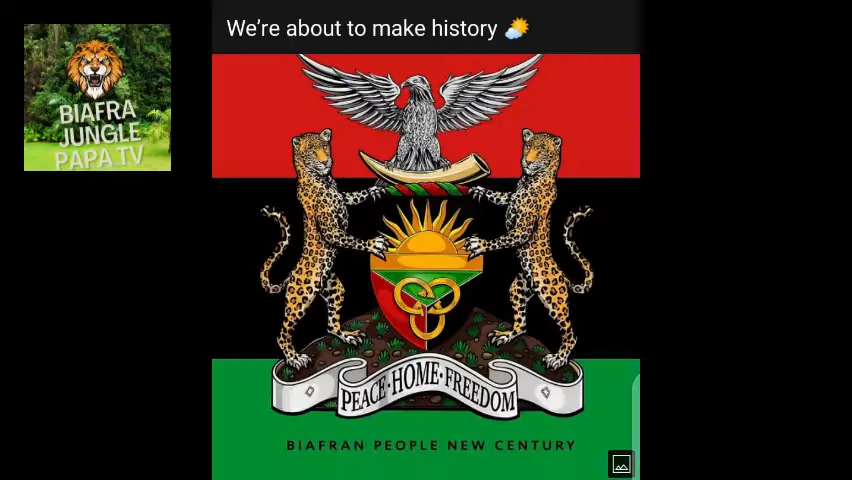 We’re about to make history 🌤️
BIAFRA
JUNGLE
PAPA TV
PEACE·HOME·FREEDOM
BIAFRAN PEOPLE NEW CENTURY